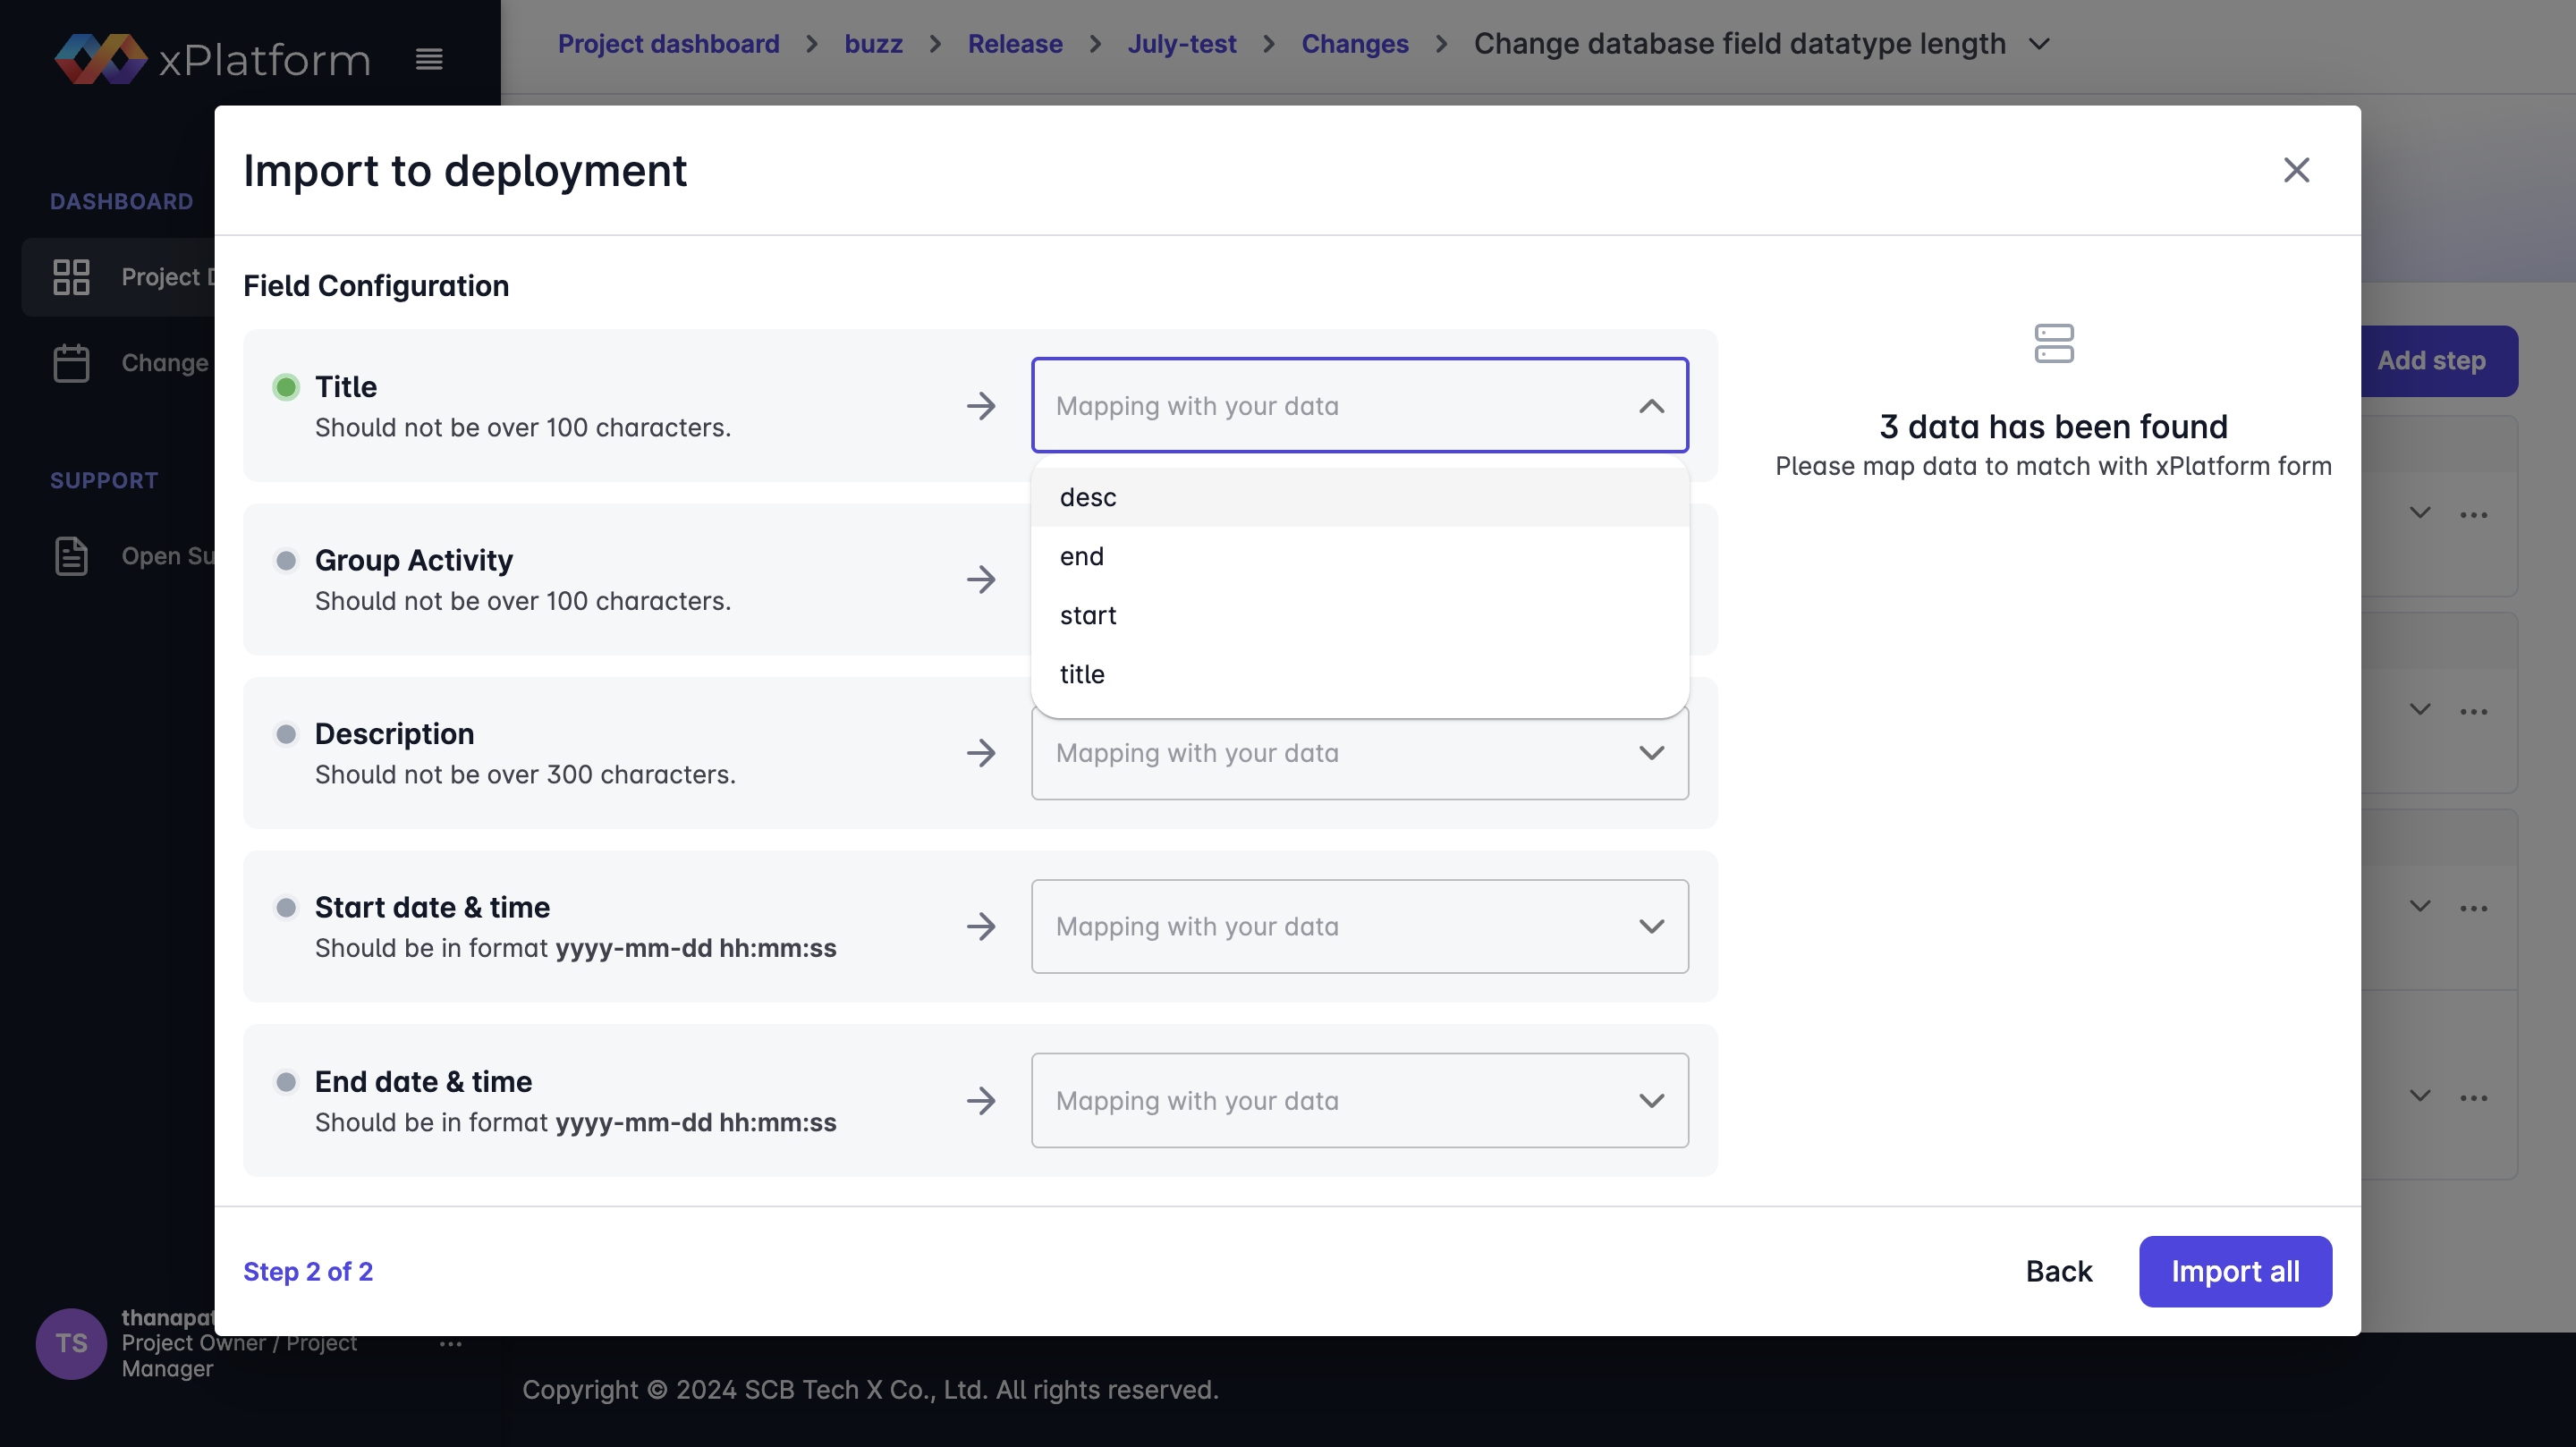 xPlatform
Project dashboard > buzz > Release > July-test > Changes > Change database field datatype length
DASHBOARD
Project
Change
SUPPORT
Open
Import to deployment
Field Configuration
Title
Should not be over 100 characters.
Mapping with your data
desc
end
start
title
Group Activity
Should not be over 100 characters.
Description
Should not be over 300 characters.
Mapping with your data
Start date & time
Should be in format yyyy-mm-dd hh:mm:ss
Mapping with your data
End date & time
Should be in format yyyy-mm-dd hh:mm:ss
Mapping with your data
3 data has been found
Please map data to match with xPlatform form
Add step
Step 2 of 2
Back
Import all
TS
thanapat
Project Owner / Project
Manager
Copyright © 2024 SCB Tech X Co., Ltd. All rights reserved.